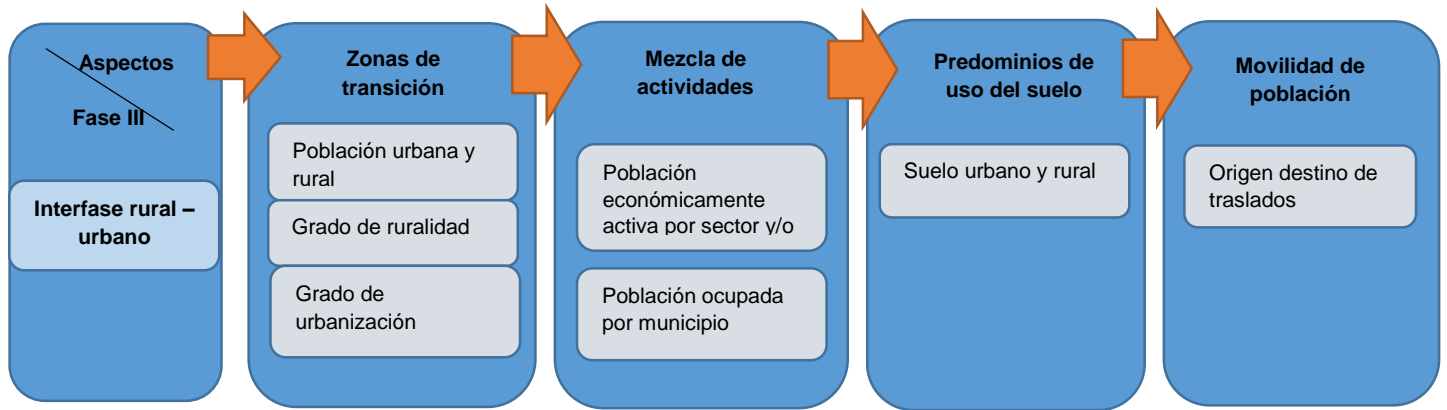 Aspectos
Fase III
Interfase rural –
urbano
Zonas de
transición
Población urbana y
rural
Grado de ruralidad
Grado de
urbanización
Mezcla de
actividades
Población
económicamente
activa por sector y/o
Población ocupada
por municipio
Predominios de
uso del suelo
Suelo urbano y rural
Movilidad de
población
Origen destino de
traslados